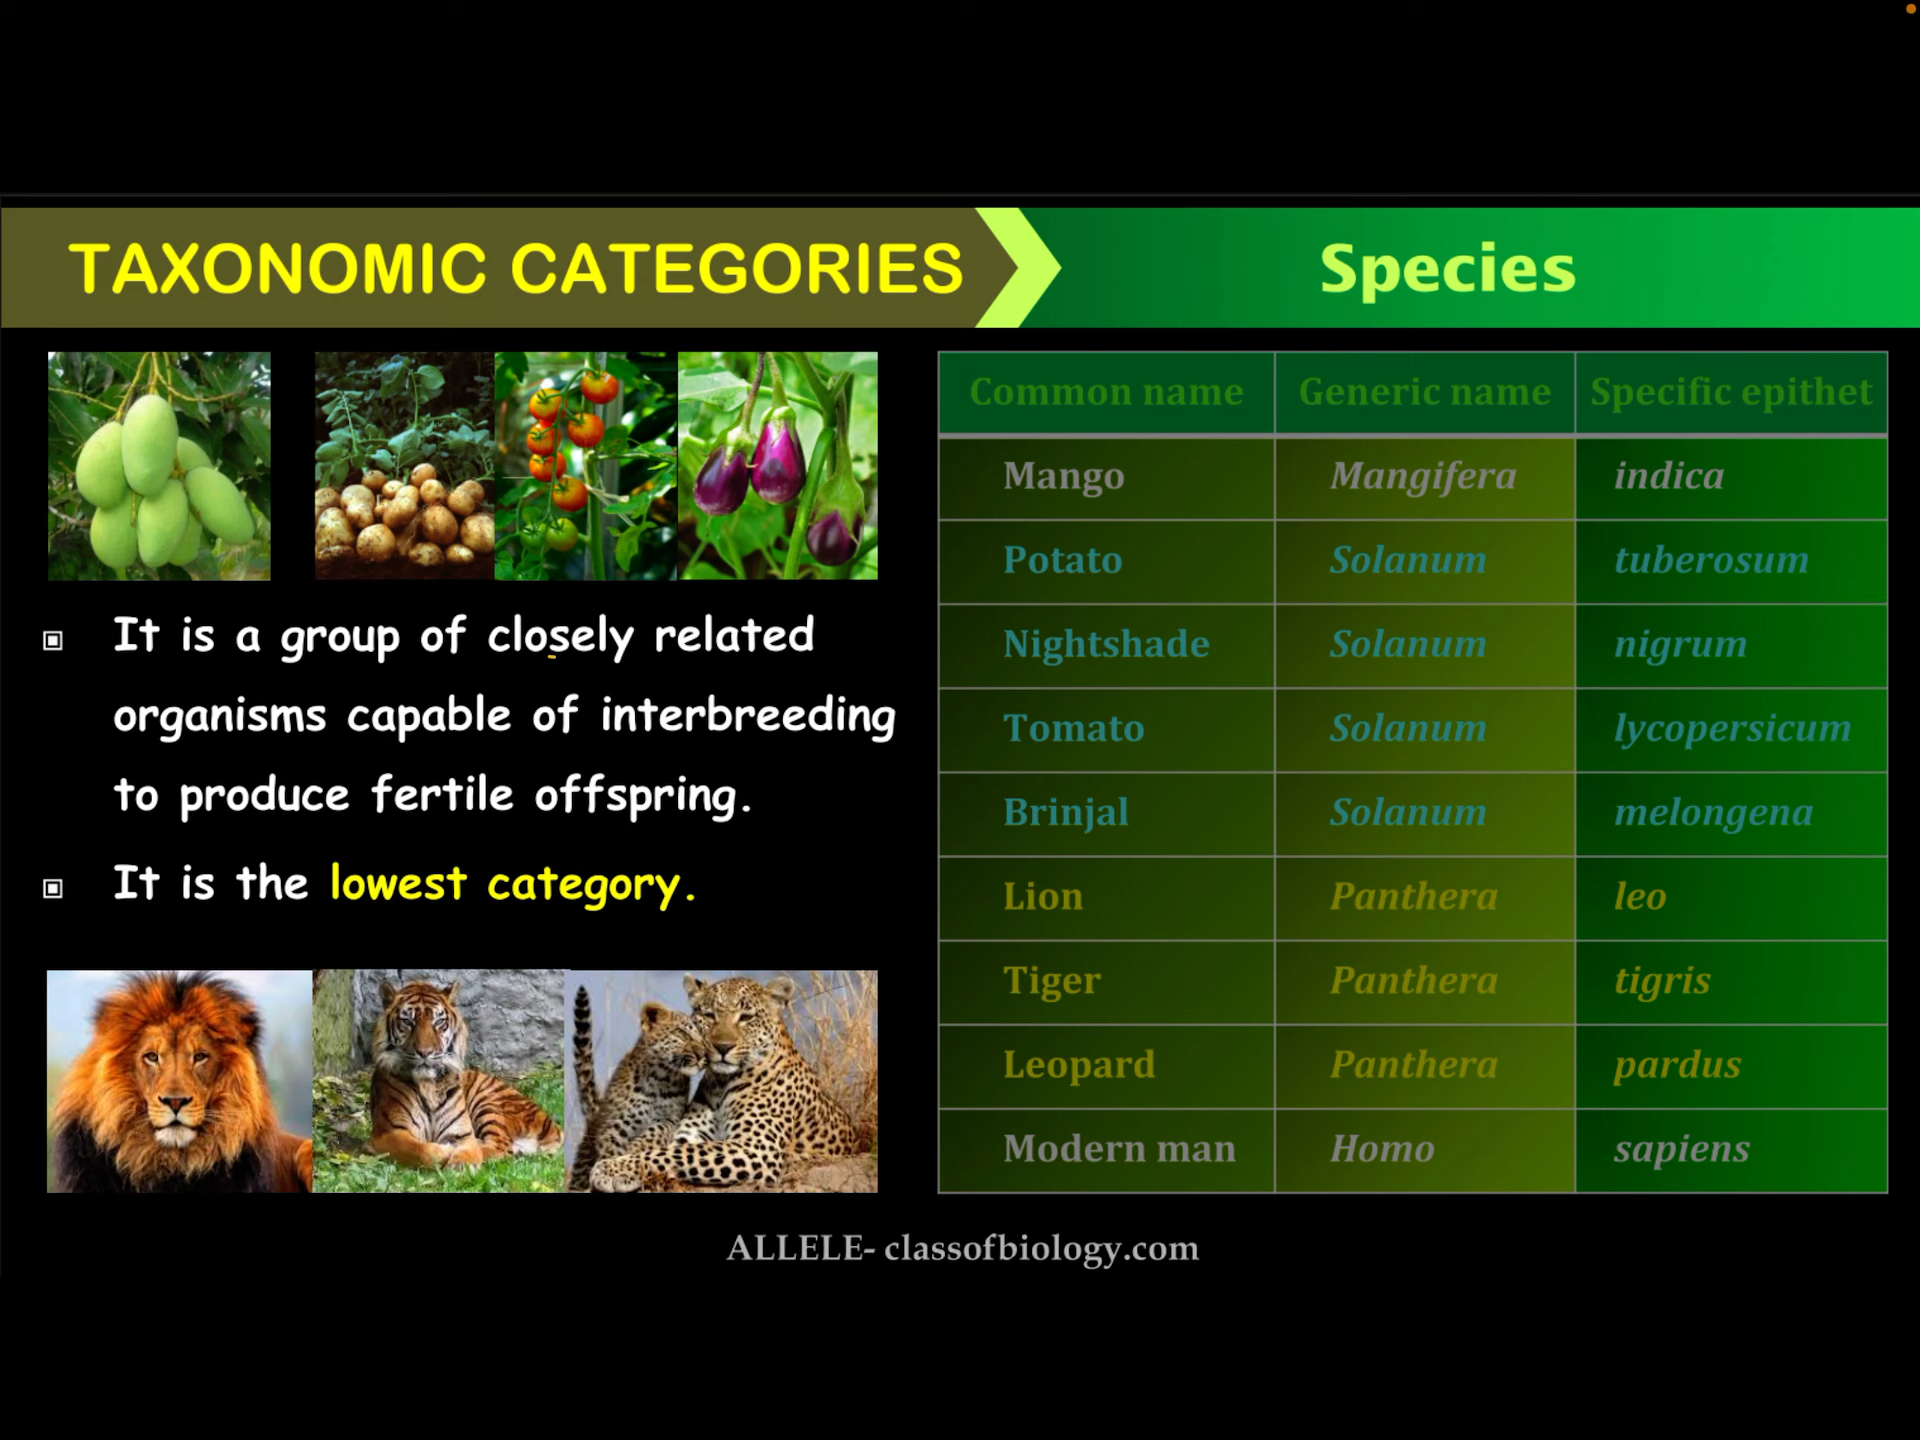 TAXONOMIC CATEGORIES
Species
It is a group of closely related
organisms capable of interbreeding
to produce fertile offspring.
It is the lowest category.
Common name Generic name Specific epithet
Mango Mangifera indica
Potato Solanum tuberosum
Nightshade Solanum nigrum
Tomato Solanum lycopersicum
Brinjal Solanum melongena
Lion Panthera leo
Tiger Panthera tigris
Leopard Panthera pardus
Modern man Homo sapiens
ALLELE- classofbiology.com